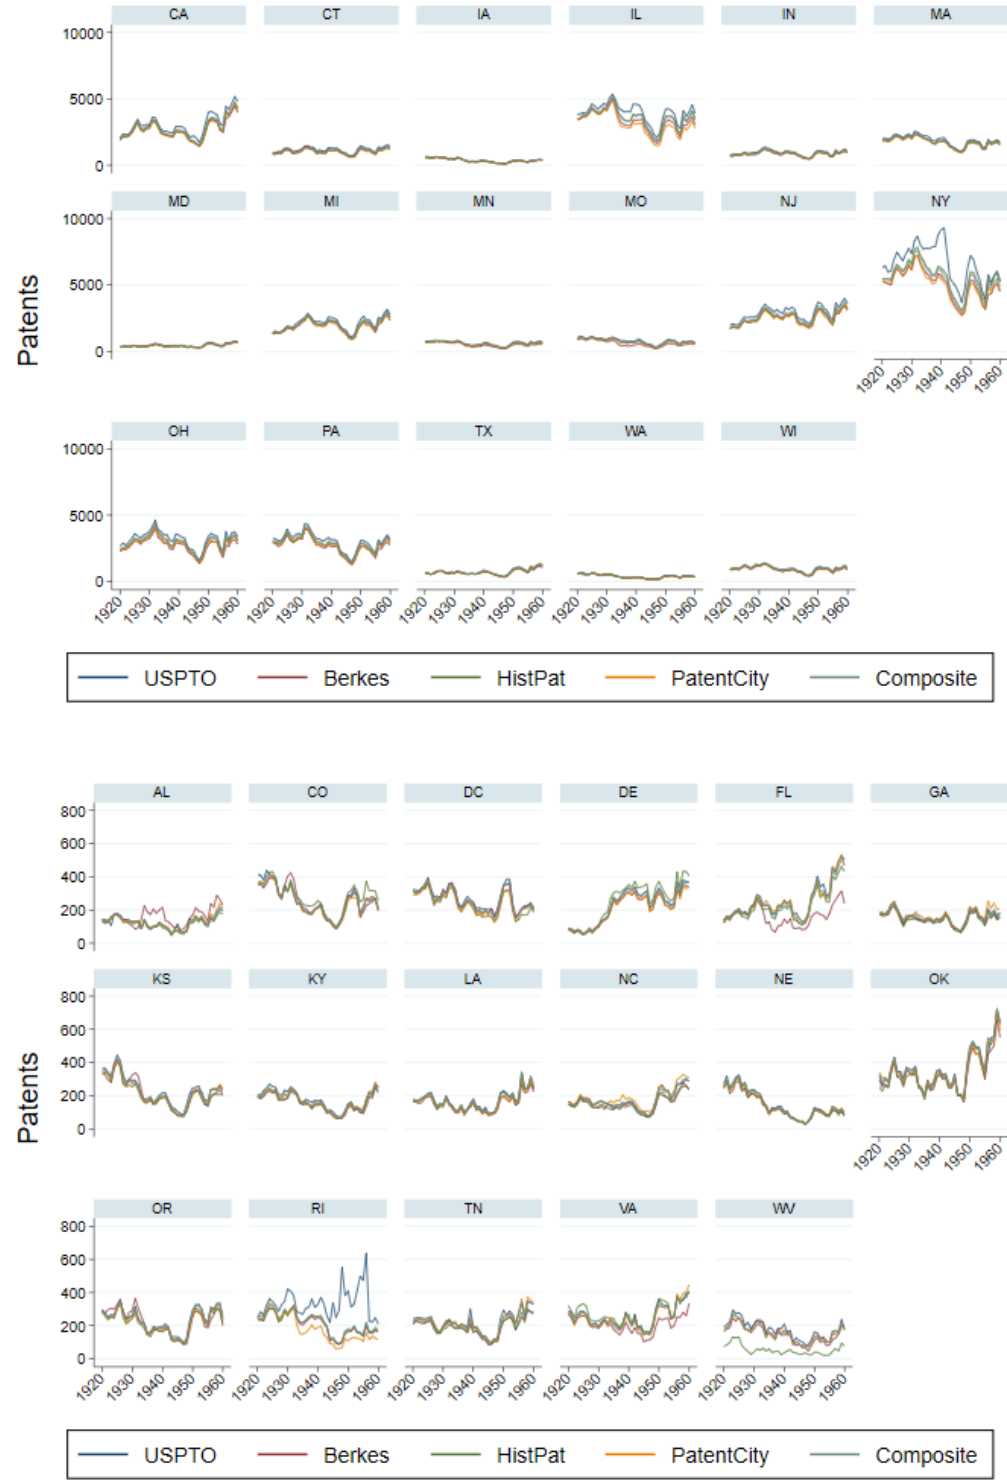 CA CT IA IL IN MA
10000
5000
0
MD MI MN MO NJ NY
10000
5000
0
1920 1930 1940 1950 1960
OH PA TX WA WI
10000
5000
0
1920 1930 1940 1950 1960 1920 1930 1940 1950 1960 1920 1930 1940 1950 1960 1920 1930 1940 1950 1960 1920 1930 1940 1950 1960
Patents
USPTO Berkes HistPat PatentCity Composite
AL CO DC DE FL GA
800
600
400
200
0
KS KY LA NC NE OK
800
600
400
200
0
1920 1930 1940 1950 1960
OR RI TN VA WV
800
600
400
200
0
1920 1930 1940 1950 1960 1920 1930 1940 1950 1960 1920 1930 1940 1950 1960 1920 1930 1940 1950 1960 1920 1930 1940 1950 1960
Patents
USPTO Berkes HistPat PatentCity Composite